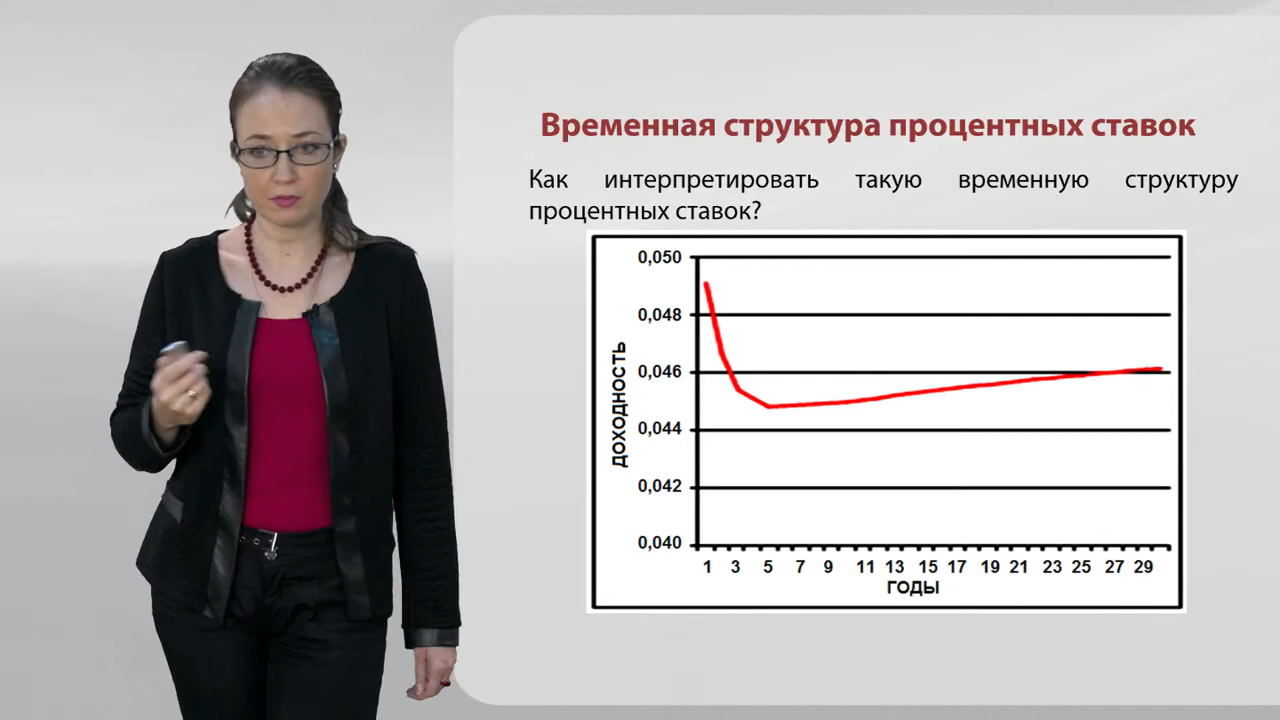 Временная структура процентных ставок
Как интерпретировать такую временную структуру
процентных ставок?
0,050
0,048
0,046
0,044
0,042
0,040
ДОХОДНОСТЬ
1 3 5 7 9 11 13 15 17 19 21 23 25 27 29
ГОДЫ